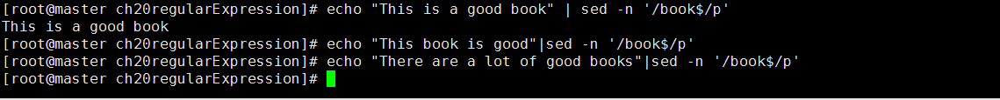 [root@master ch20regularExpression]# echo "This is a good book" | sed -n '/book$/p'
This is a good book
[root@master ch20regularExpression]# echo "This book is good"|sed -n '/book$/p'
[root@master ch20regularExpression]# echo "There are a lot of good books"|sed -n '/book$/p'
[root@master ch20regularExpression]#